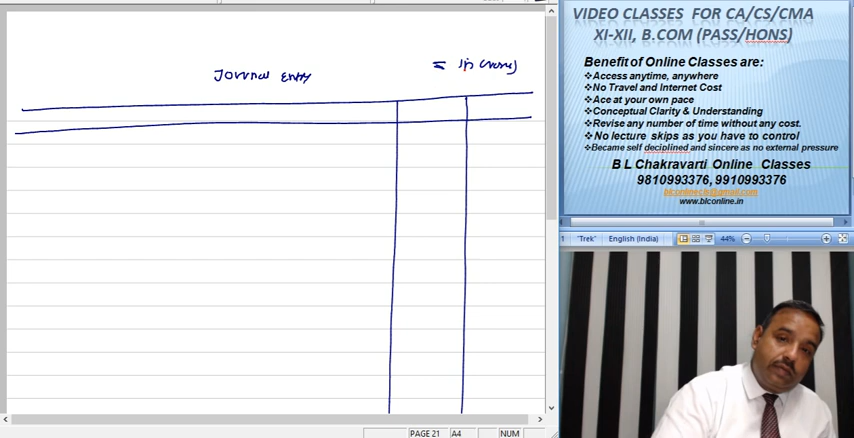 Journal Entry
₹ in crores
VIDEO CLASSES FOR CA/CS/CMA
XI-XII, B.COM (PASS/HONS)
Benefit of Online Classes are:
❖Access anytime, anywhere
❖No Travel and Internet Cost
❖Ace at your own pace
❖Conceptual Clarity & Understanding
❖Revise any number of time without any cost.
❖No lecture skips as you have to control
❖Became self deciplined and sincere as no external pressure
B L Chakravarti Online Classes
9810993376, 9910993376
www.blconline.in
1 "Trek" English (India) 44%
PAGE 21 A4 NUM